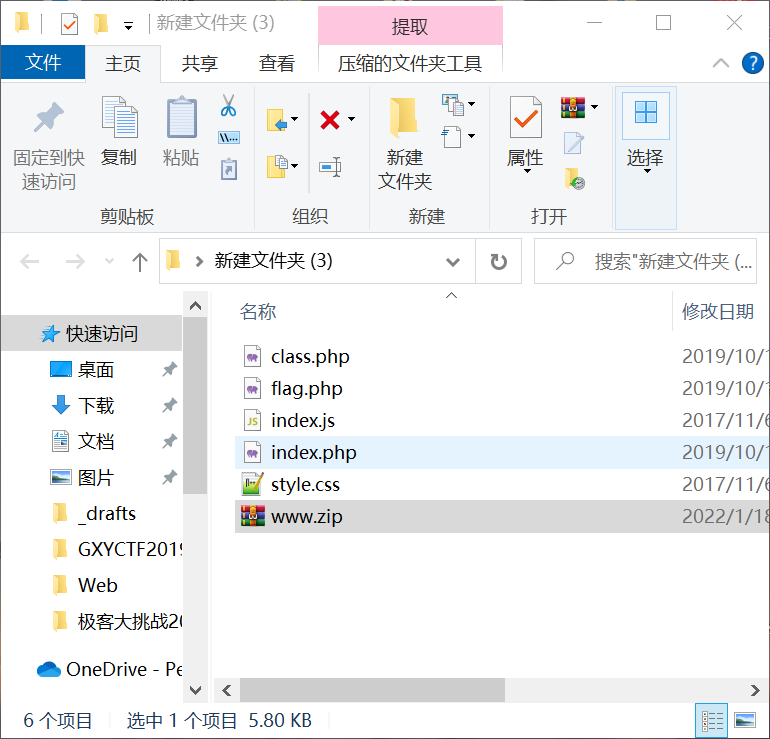 新建文件夹 (3)
提取
文件 主页 共享 查看 压缩的文件夹工具
固定到快速访问
复制
粘贴
新建
文件夹
属性
选择
剪贴板 组织 新建 打开
新建文件夹 (3)
搜索"新建文件夹 (...
名称 修改日期
快速访问
桌面
下载
文档
图片
_drafts
GXYCTF2019
Web
极客大挑战20
OneDrive - Pe
class.php 2019/10/1
flag.php 2019/10/1
index.js 2017/11/6
index.php 2019/10/1
style.css 2017/11/6
www.zip 2022/1/18
6 个项目 选中 1 个项目 5.80 KB